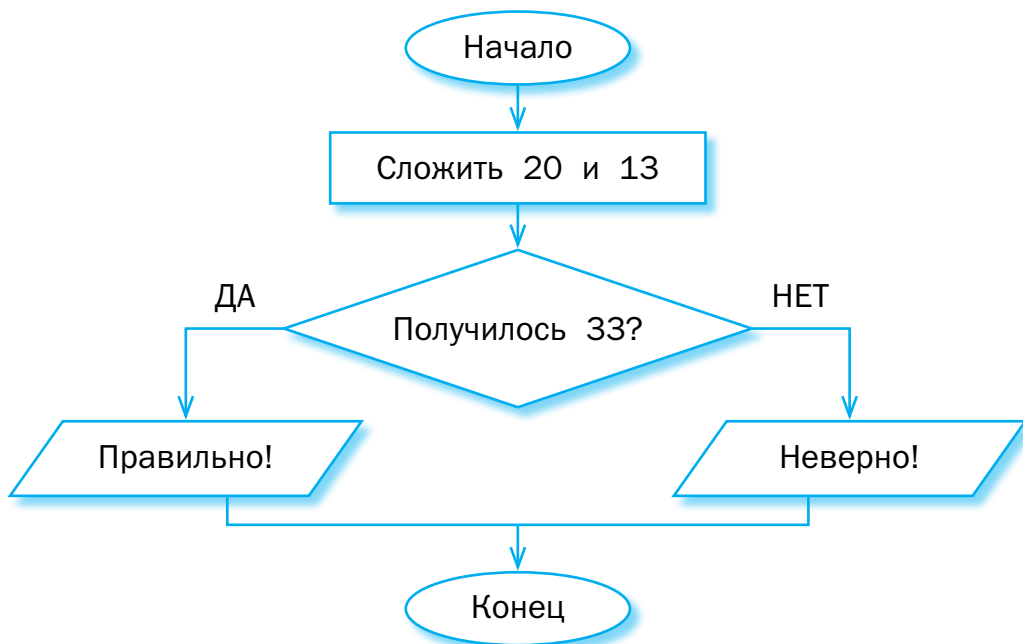 Начало
Сложить 20 и 13
ДА
НЕТ
Получилось 33?
Правильно!
Неверно!
Конец